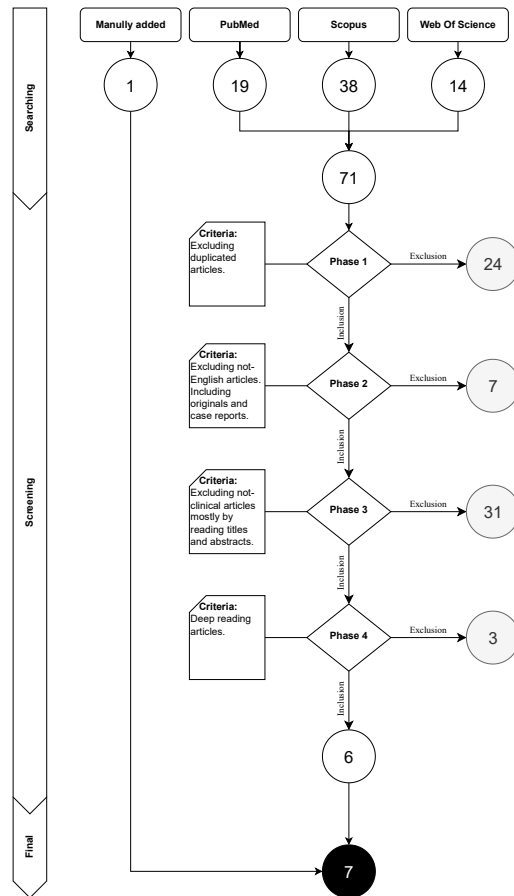 Manully added
PubMed
Scopus
Web Of Science
1
19
38
14
Searching
71
Criteria:
Excluding
duplicated
articles.
Phase 1
Exclusion
24
Inclusion
Criteria:
Excluding not-
English articles.
Including
originals and
case reports.
Phase 2
Exclusion
7
Inclusion
Screening
Criteria:
Excluding not-
clinical articles
mostly by
reading titles
and abstracts.
Phase 3
Exclusion
31
Inclusion
Criteria:
Deep reading
articles.
Phase 4
Exclusion
3
Inclusion
6
Final
7